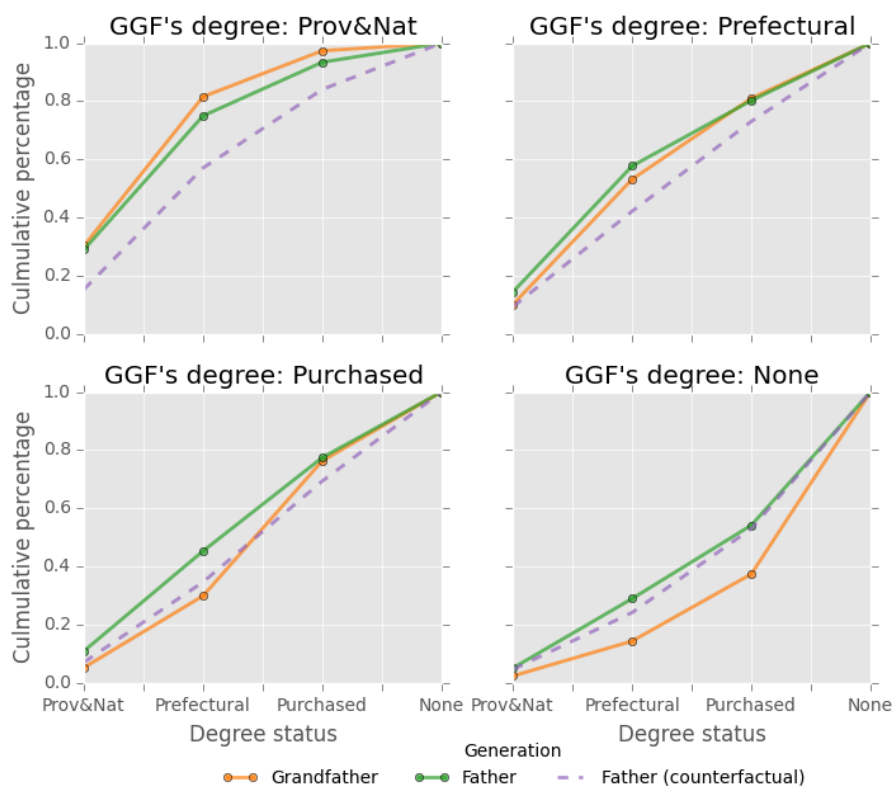 GGF's degree: Prov&Nat
GGF's degree: Prefectural
1.0
0.8
0.6
0.4
0.2
0.0
Culmulative percentage
GGF's degree: Purchased
GGF's degree: None
1.0
0.8
0.6
0.4
0.2
0.0
Culmulative percentage
Prov&Nat Prefectural Purchased None
Prov&Nat Prefectural Purchased None
Degree status
Degree status
Generation
Grandfather Father Father (counterfactual)